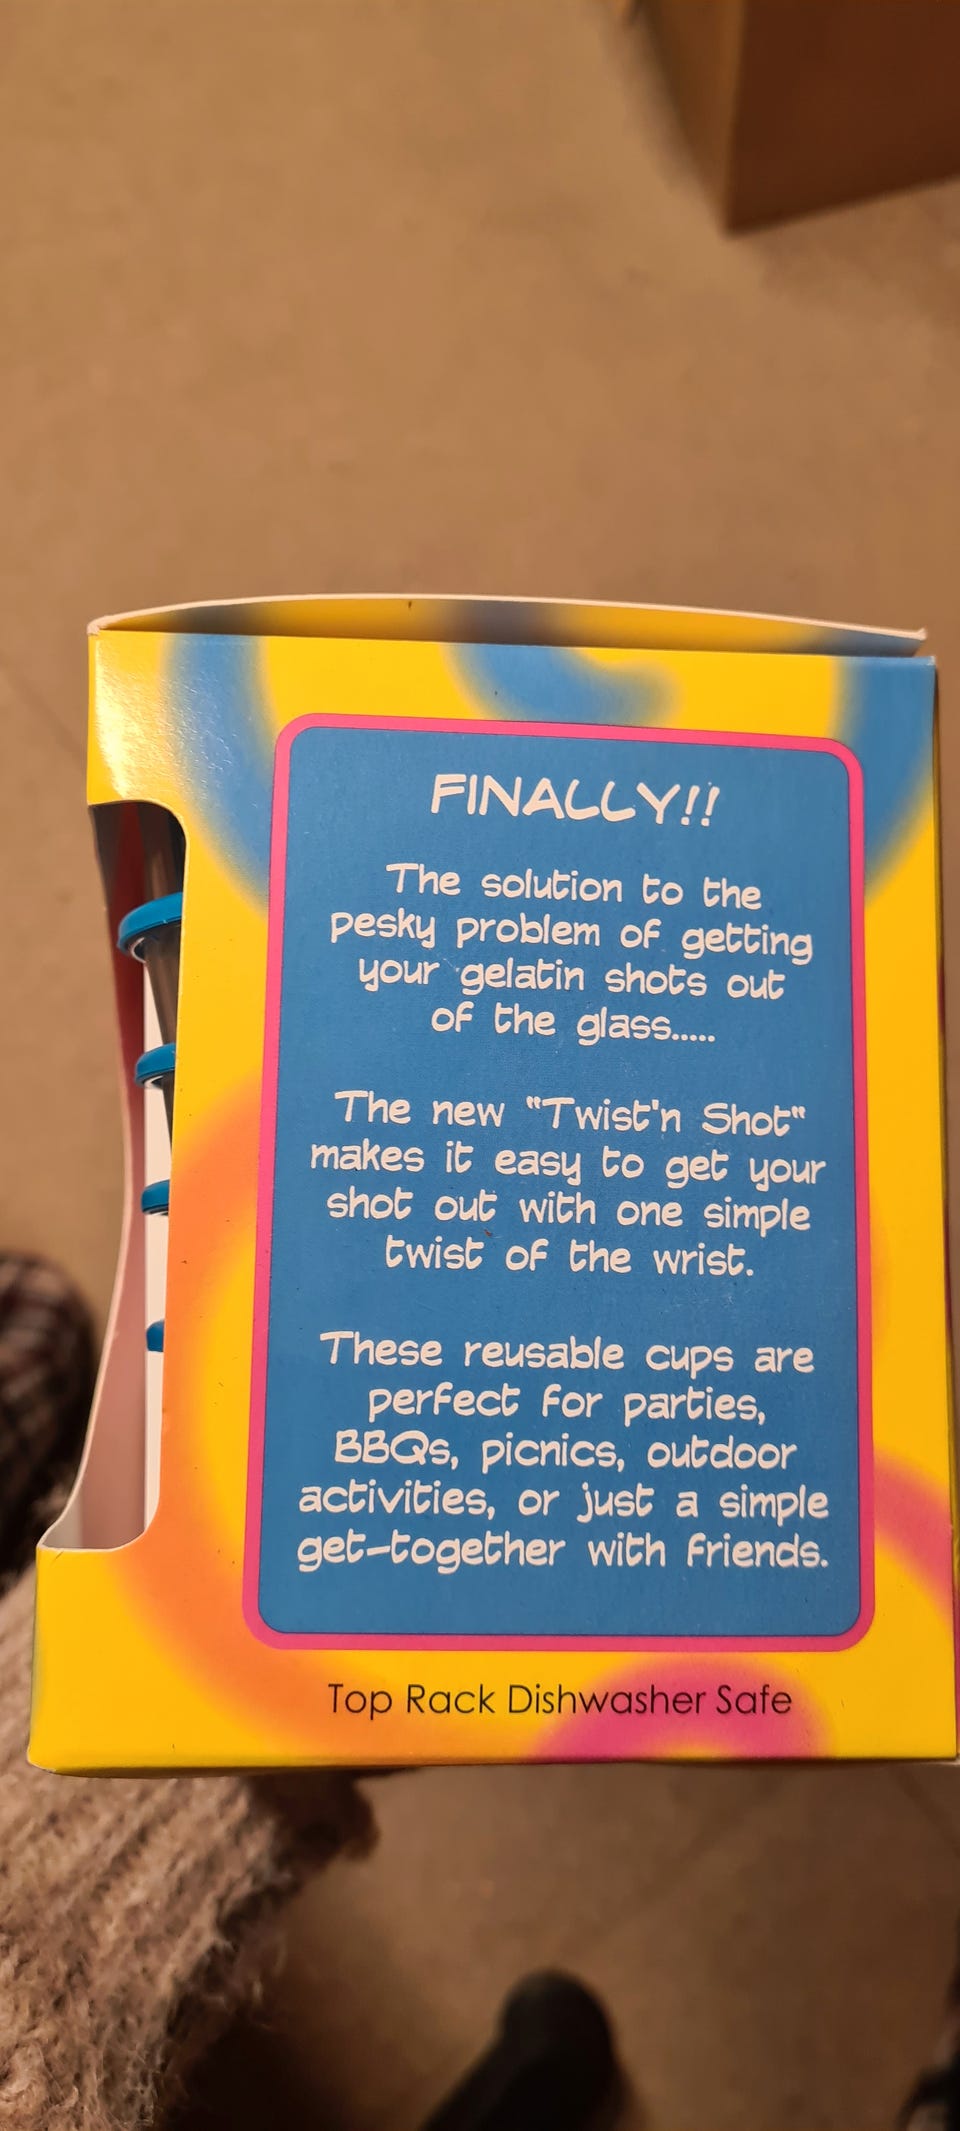 FINALLY!!
The solution to the
pesky problem of getting
your gelatin shots out
of the glass.....
The new "Twist'n Shot"
makes it easy to get your
shot out with one simple
twist of the wrist.
These reusable cups are
perfect for parties,
BBQs, picnics, outdoor
activities, or just a simple
get-together with friends.
Top Rack Dishwasher Safe